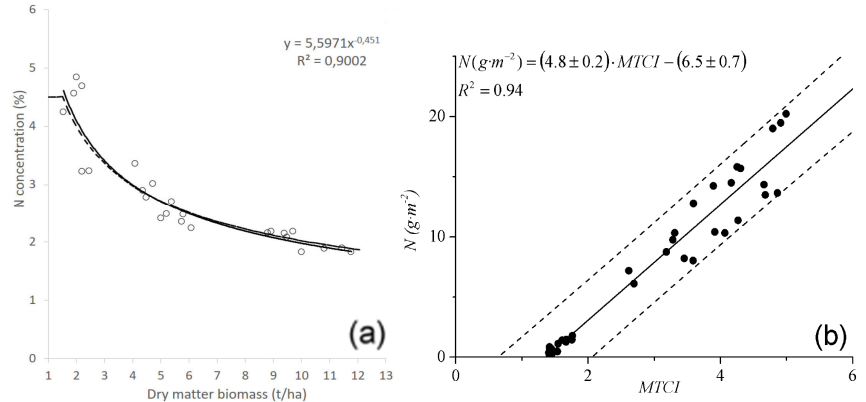 y = 5,5971x^-0,451
R² = 0,9002
N concentration (%)
6
5
4
3
2
1
0
1 2 3 4 5 6 7 8 9 10 11 12 13
Dry matter biomass (t/ha)
(a)
N(g·m⁻²) = (4.8 ± 0.2)·MTCI − (6.5 ± 0.7)
R² = 0.94
N (g·m⁻²)
20
10
0
0 2 4 6
MTCI
(b)